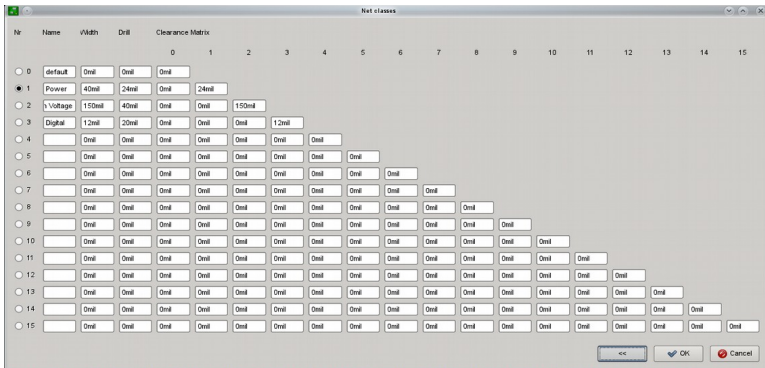 Net classes
Nr Name Width Drill Clearance Matrix
0 1 2 3 4 5 6 7 8 9 10 11 12 13 14 15
0 default 0mil 0mil 0mil
1 Power 40mil 24mil 0mil 24mil
2 h Voltage 150mil 40mil 0mil 0mil 150mil
3 Digital 12mil 20mil 0mil 0mil 0mil 12mil
4 0mil 0mil 0mil 0mil 0mil 0mil 0mil
5 0mil 0mil 0mil 0mil 0mil 0mil 0mil 0mil
6 0mil 0mil 0mil 0mil 0mil 0mil 0mil 0mil 0mil
7 0mil 0mil 0mil 0mil 0mil 0mil 0mil 0mil 0mil 0mil
8 0mil 0mil 0mil 0mil 0mil 0mil 0mil 0mil 0mil 0mil 0mil
9 0mil 0mil 0mil 0mil 0mil 0mil 0mil 0mil 0mil 0mil 0mil 0mil
10 0mil 0mil 0mil 0mil 0mil 0mil 0mil 0mil 0mil 0mil 0mil 0mil 0mil
11 0mil 0mil 0mil 0mil 0mil 0mil 0mil 0mil 0mil 0mil 0mil 0mil 0mil 0mil
12 0mil 0mil 0mil 0mil 0mil 0mil 0mil 0mil 0mil 0mil 0mil 0mil 0mil 0mil 0mil
13 0mil 0mil 0mil 0mil 0mil 0mil 0mil 0mil 0mil 0mil 0mil 0mil 0mil 0mil 0mil 0mil
14 0mil 0mil 0mil 0mil 0mil 0mil 0mil 0mil 0mil 0mil 0mil 0mil 0mil 0mil 0mil 0mil 0mil
15 0mil 0mil 0mil 0mil 0mil 0mil 0mil 0mil 0mil 0mil 0mil 0mil 0mil 0mil 0mil 0mil 0mil 0mil
<< OK Cancel